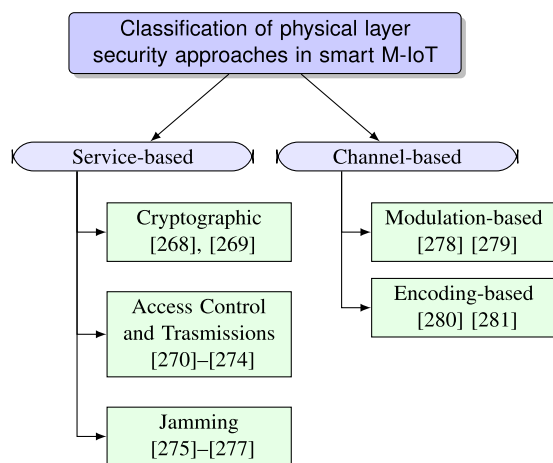 Classification of physical layer
security approaches in smart M-IoT
Service-based
Channel-based
Cryptographic
[268], [269]
Access Control
and Trasmissions
[270]–[274]
Jamming
[275]–[277]
Modulation-based
[278] [279]
Encoding-based
[280] [281]